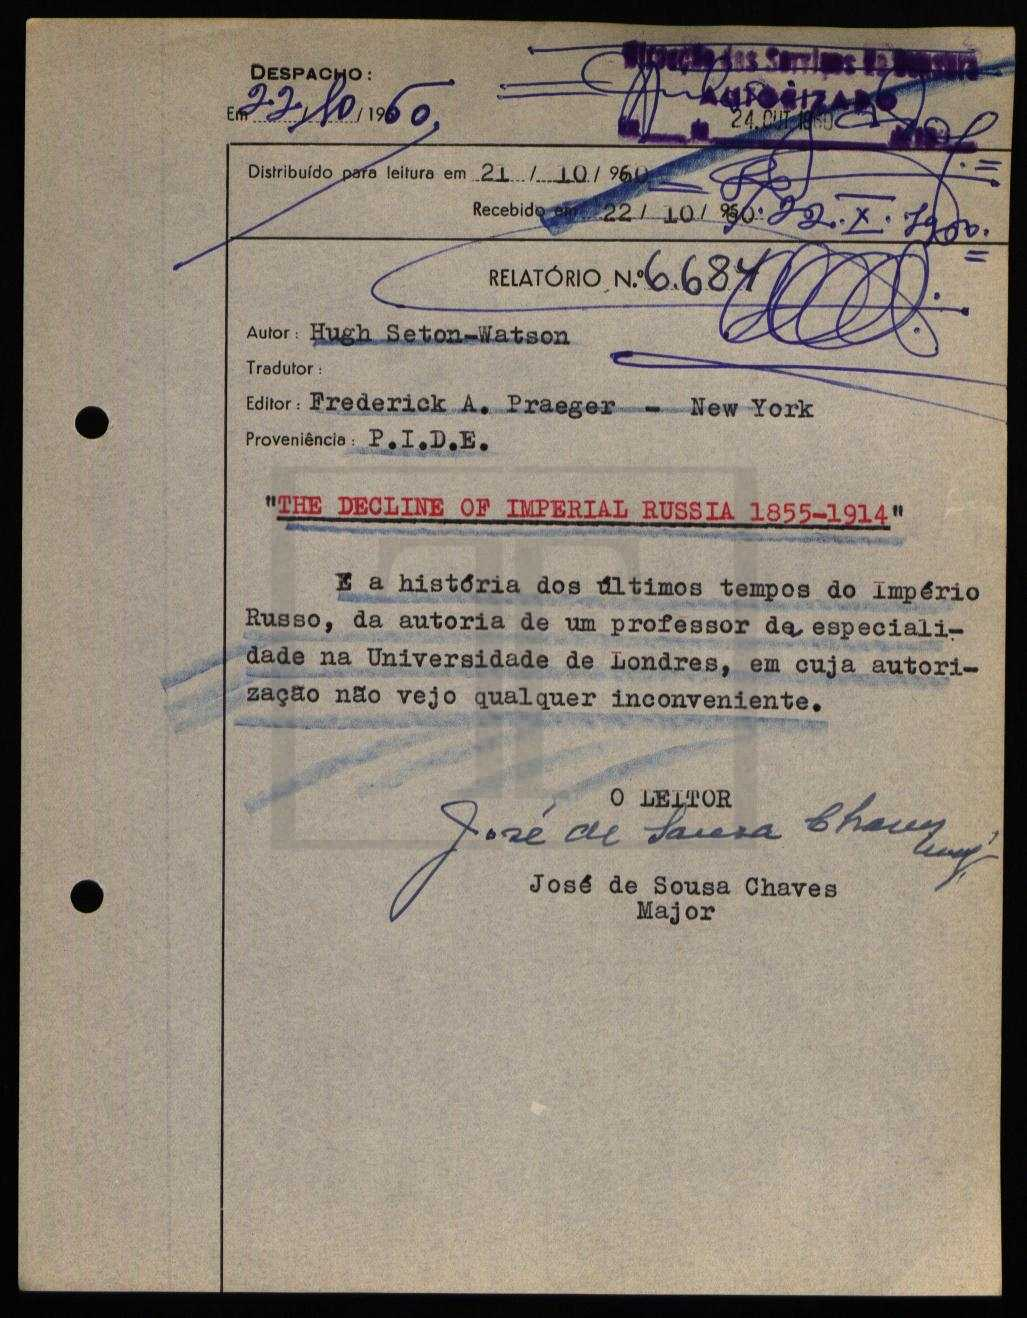 Direcção dos Serviços de Censura
DESPACHO:
AUTORIZADO
Em 22/10/1960.
24.OUT.1960
Distribuído para leitura em 21 / 10 / 960
Recebido em 22 / 10 / 960.
22.X.1960.
RELATÓRIO N.º 6.684
Autor: Hugh Seton-Watson
Tradutor:
Editor: Frederick A. Praeger - New York
Proveniência: P.I.D.E.
"THE DECLINE OF IMPERIAL RUSSIA 1855-1914"
E a história dos últimos tempos do Império
Russo, da autoria de um professor da especiali-
dade na Universidade de Londres, em cuja autori-
zação não vejo qualquer inconveniente.
O LEITOR
José de Sousa Chaves
José de Sousa Chaves
Major